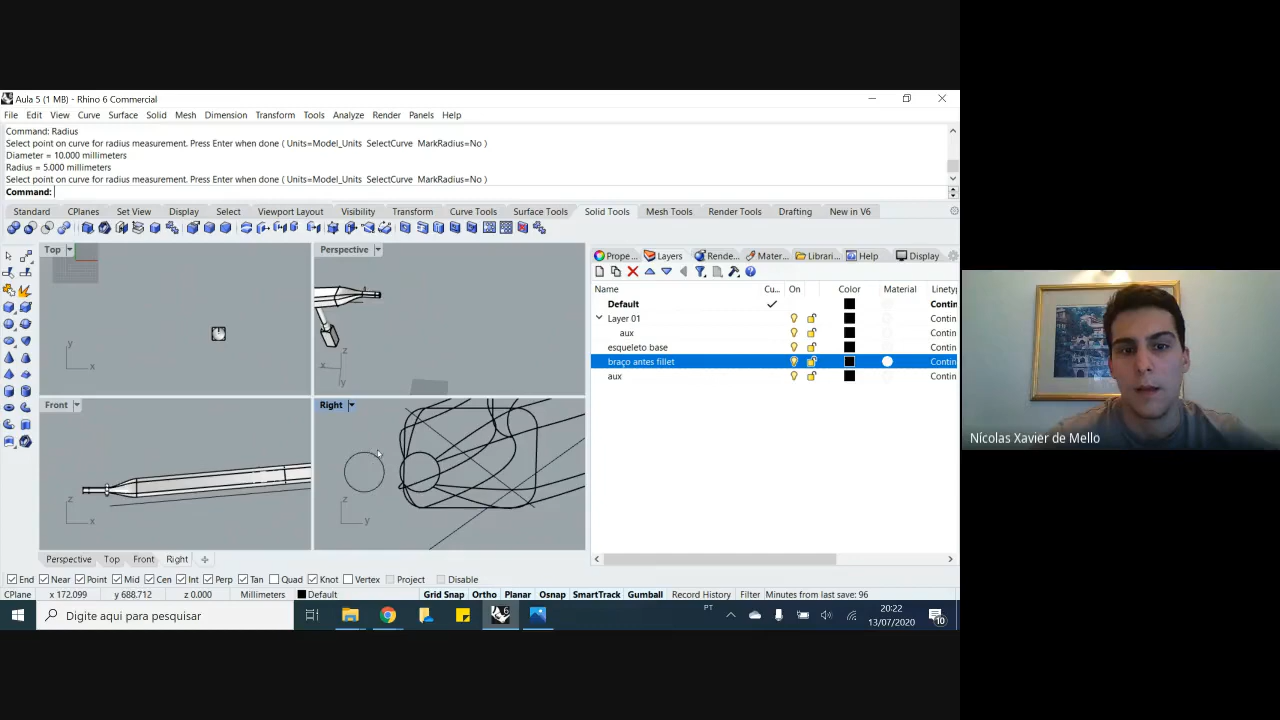 Aula 5 (1 MB) - Rhino 6 Commercial
File Edit View Curve Surface Solid Mesh Dimension Transform Tools Analyze Render Panels Help
Command: Radius
Select point on curve for radius measurement. Press Enter when done ( Units=Model_Units SelectCurve MarkRadius=No )
Diameter = 10.000 millimeters
Radius = 5.000 millimeters
Select point on curve for radius measurement. Press Enter when done ( Units=Model_Units SelectCurve MarkRadius=No )
Command:
Standard CPlanes Set View Display Select Viewport Layout Visibility Transform Curve Tools Surface Tools Solid Tools Mesh Tools Render Tools Drafting New in V6
Top
Perspective
Prope... Layers Rende... Mater... Librari... Help Display
Name Cu... On Color Material Linety
Default Contin
Layer 01 Contin
aux Contin
esqueleto base Contin
braço antes fillet Contin
aux Contin
y x
z x y
Front
Right
z x
z y
Perspective Top Front Right
End Near Point Mid Cen Int Perp Tan Quad Knot Vertex Project Disable
CPlane x 172.099 y 688.712 z 0.000 Millimeters Default Grid Snap Ortho Planar Osnap SmartTrack Gumball Record History Filter Minutes from last save: 96
Digite aqui para pesquisar
PT
20:22
13/07/2020
10
Nícolas Xavier de Mello